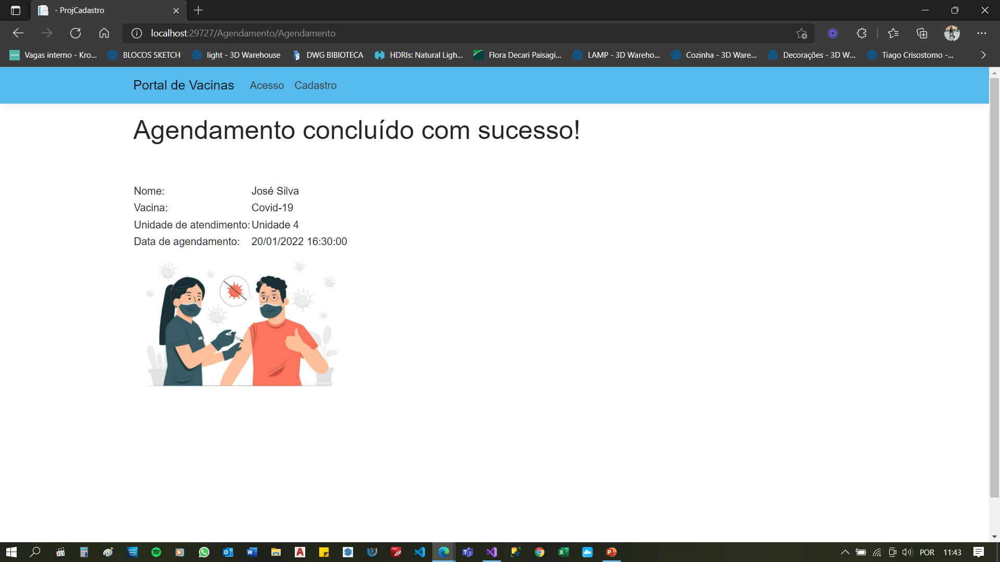 - ProjCadastro
localhost:29727/Agendamento/Agendamento
Vagas interno - Kro... BLOCOS SKETCH light - 3D Warehouse DWG BIBIOTECA HDRIs: Natural Ligh... Flora Decari Paisagi... LAMP - 3D Wareho... Cozinha - 3D Ware... Decorações - 3D W... Tiago Crisostomo -...
Portal de Vacinas Acesso Cadastro
Agendamento concluído com sucesso!
Nome: José Silva
Vacina: Covid-19
Unidade de atendimento: Unidade 4
Data de agendamento: 20/01/2022 16:30:00
POR 11:43